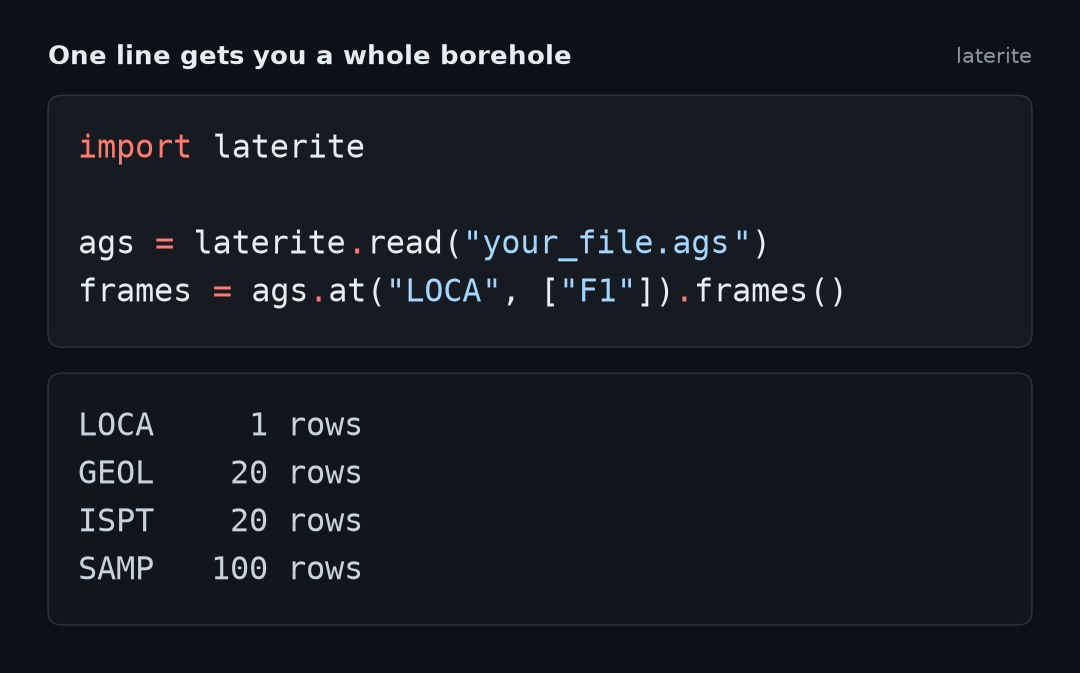 One line gets you a whole borehole
laterite
import laterite
ags = laterite.read("your_file.ags")
frames = ags.at("LOCA", ["F1"]).frames()
LOCA     1 rows
GEOL    20 rows
ISPT    20 rows
SAMP   100 rows